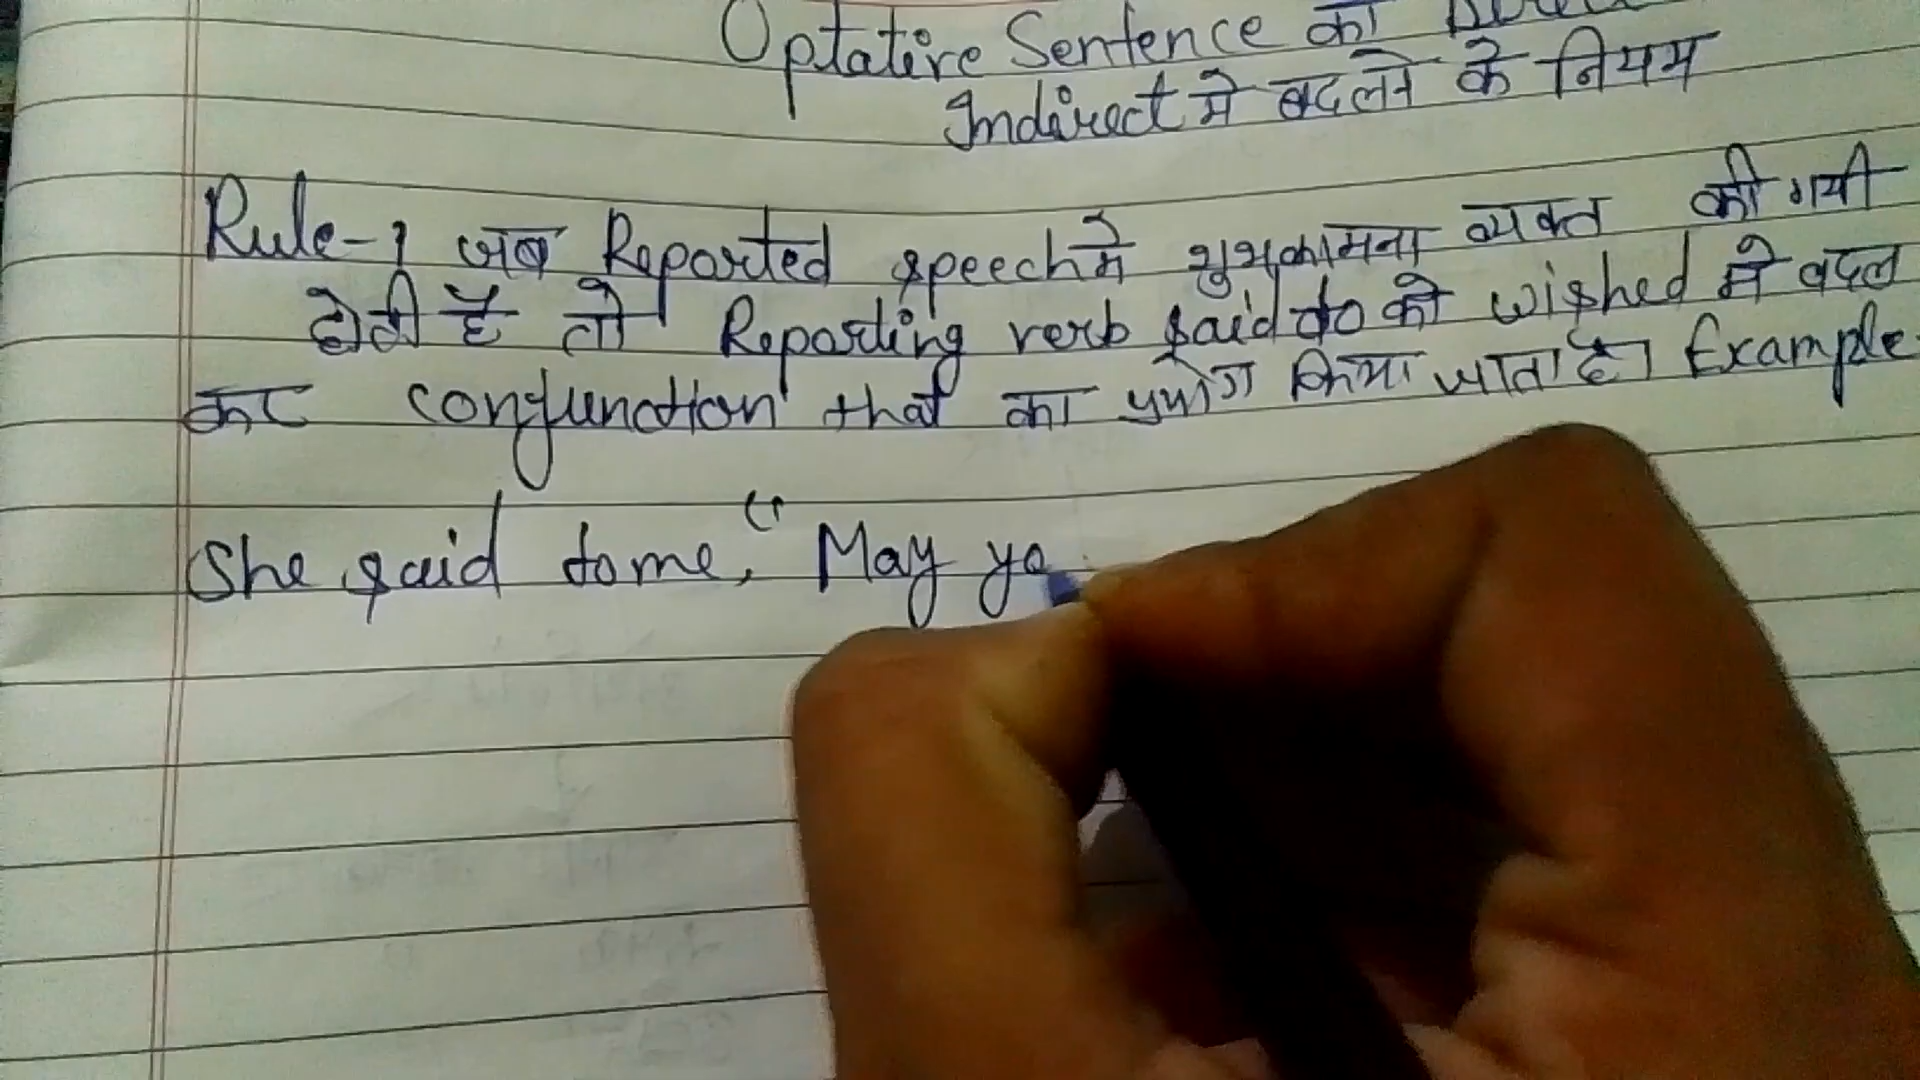 Optative Sentence का
Indirect मे बदलने के नियम
Rule-1 जब Reported speech मे शुभकामना व्यक्त की गयी
होती है तो Reporting verb said to को wished मे बदल
कर conjunction that का प्रयोग किया जाता है। Example
She said to me, " May yo